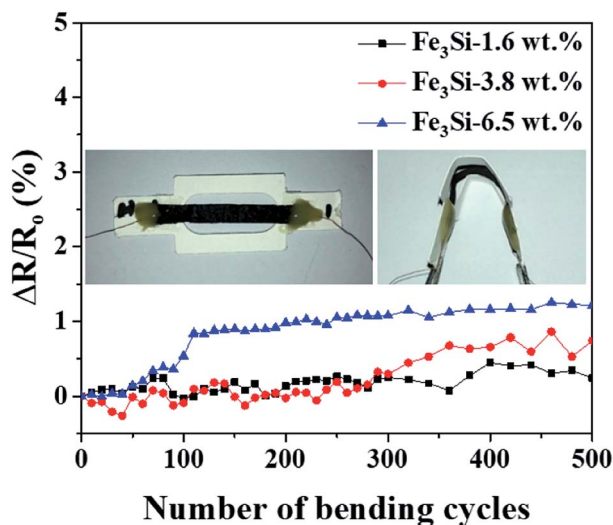 5
4
3
2
1
0
ΔR/R₀ (%)
Fe₃Si-1.6 wt.%
Fe₃Si-3.8 wt.%
Fe₃Si-6.5 wt.%
0 100 200 300 400 500
Number of bending cycles